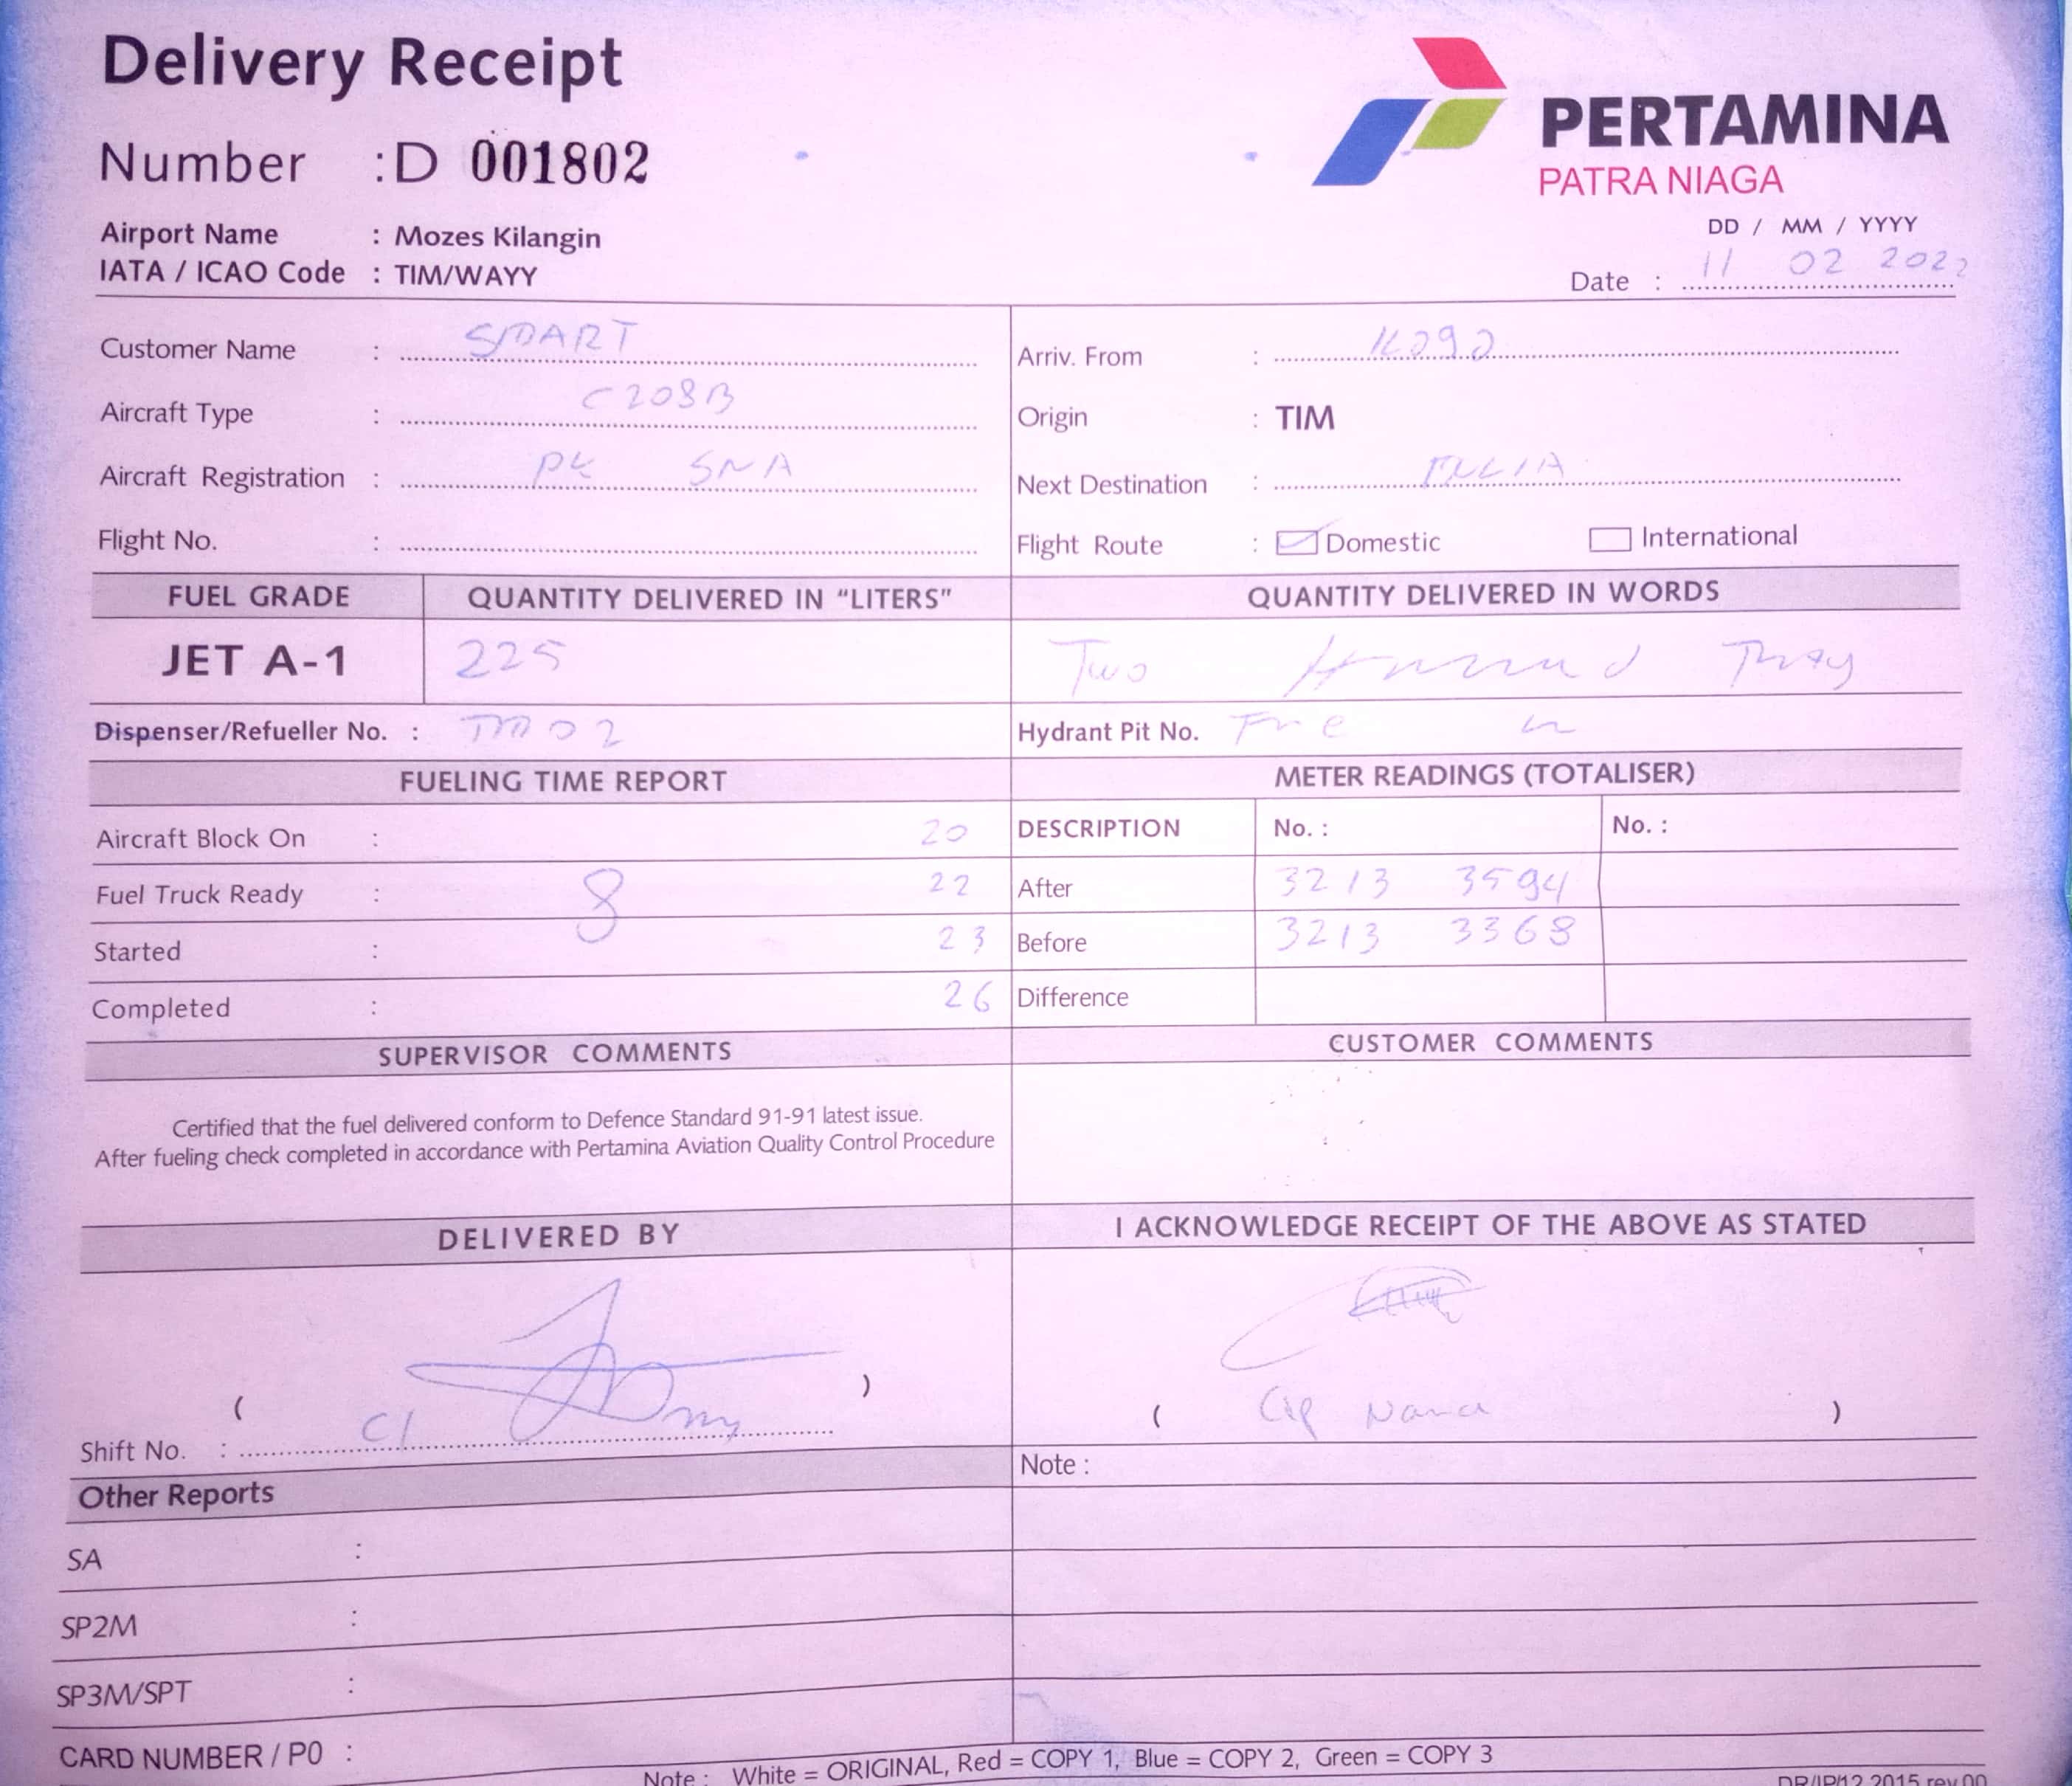 Delivery Receipt
Number : D 001802
PERTAMINA
PATRA NIAGA
Airport Name : Mozes Kilangin
IATA / ICAO Code : TIM/WAYY
DD / MM / YYYY
Date : 11 02 2022
Customer Name : SMART
Arriv. From :
Aircraft Type : C208B
Origin : TIM
Aircraft Registration : PK SNA
Next Destination :
Flight No. :
Flight Route : Domestic International
FUEL GRADE QUANTITY DELIVERED IN “LITERS” QUANTITY DELIVERED IN WORDS
JET A-1 225 Two
Dispenser/Refueller No. :
Hydrant Pit No.
FUELING TIME REPORT METER READINGS (TOTALISER)
Aircraft Block On : 20
DESCRIPTION No. : No. :
Fuel Truck Ready : 8 22
After 3213 3594
Started : 23
Before 3213 3368
Completed : 26
Difference
SUPERVISOR COMMENTS CUSTOMER COMMENTS
Certified that the fuel delivered conform to Defence Standard 91-91 latest issue.
After fueling check completed in accordance with Pertamina Aviation Quality Control Procedure
DELIVERED BY I ACKNOWLEDGE RECEIPT OF THE ABOVE AS STATED
( )
( )
Shift No. : C1
Note :
Other Reports
SA :
SP2M :
SP3M/SPT :
CARD NUMBER / P0 :
Note : White = ORIGINAL, Red = COPY 1, Blue = COPY 2, Green = COPY 3
DR/IP/12.2015 rev.00